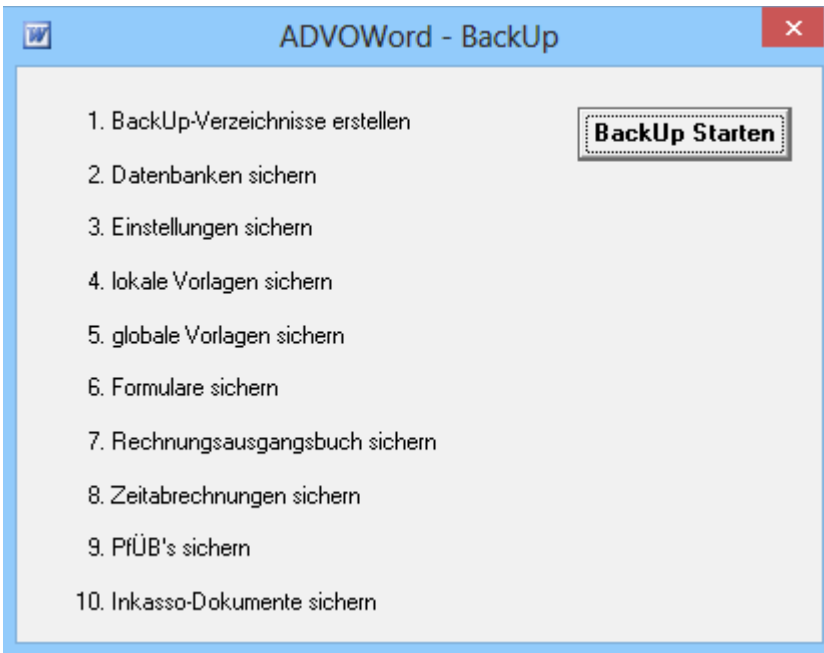 ADVOWord - BackUp
1. BackUp-Verzeichnisse erstellen
BackUp Starten
2. Datenbanken sichern
3. Einstellungen sichern
4. lokale Vorlagen sichern
5. globale Vorlagen sichern
6. Formulare sichern
7. Rechnungsausgangsbuch sichern
8. Zeitabrechnungen sichern
9. PfÜB's sichern
10. Inkasso-Dokumente sichern